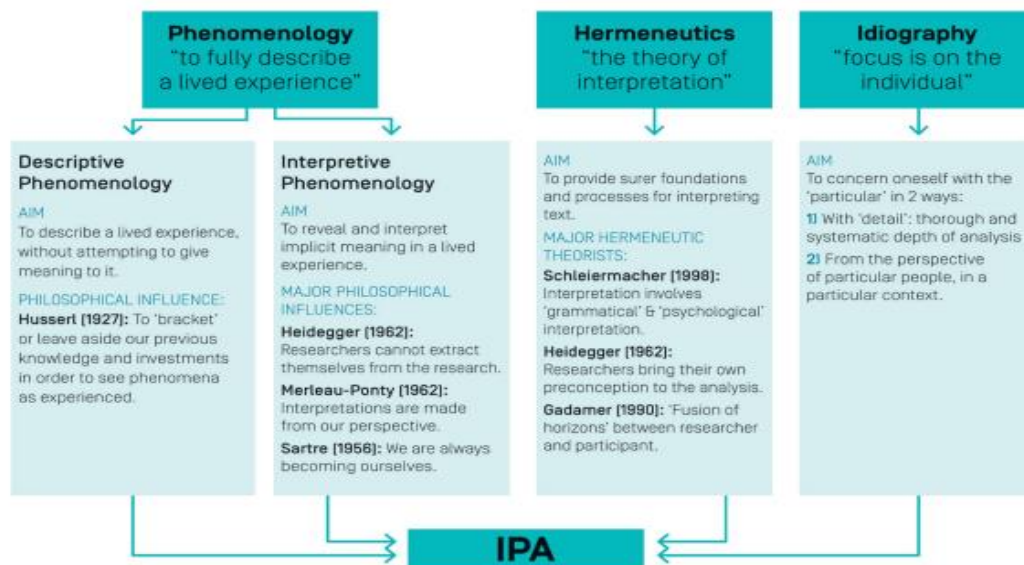 Phenomenology
"to fully describe
a lived experience"
Hermeneutics
"the theory of
interpretation"
Idiography
"focus is on the
individual"
Descriptive
Phenomenology
AIM
To describe a lived experience,
without attempting to give
meaning to it.
PHILOSOPHICAL INFLUENCE:
Husserl [1927]: To 'bracket'
or leave aside our previous
knowledge and investments
in order to see phenomena
as experienced.
Interpretive
Phenomenology
AIM
To reveal and interpret
implicit meaning in a lived
experience.
MAJOR PHILOSOPHICAL
INFLUENCES:
Heidegger [1962]:
Researchers cannot extract
themselves from the research.
Merleau-Ponty [1962]:
Interpretations are made
from our perspective.
Sartre [1956]: We are always
becoming ourselves.
AIM
To provide surer foundations
and processes for interpreting
text.
MAJOR HERMENEUTIC
THEORISTS:
Schleiermacher [1998]:
Interpretation involves
'grammatical' & 'psychological'
interpretation.
Heidegger [1962]:
Researchers bring their own
preconception to the analysis.
Gadamer [1990]: 'Fusion of
horizons' between researcher
and participant.
AIM
To concern oneself with the
'particular' in 2 ways:
1) With 'detail'; thorough and
systematic depth of analysis
2) From the perspective
of particular people, in a
particular context.
IPA